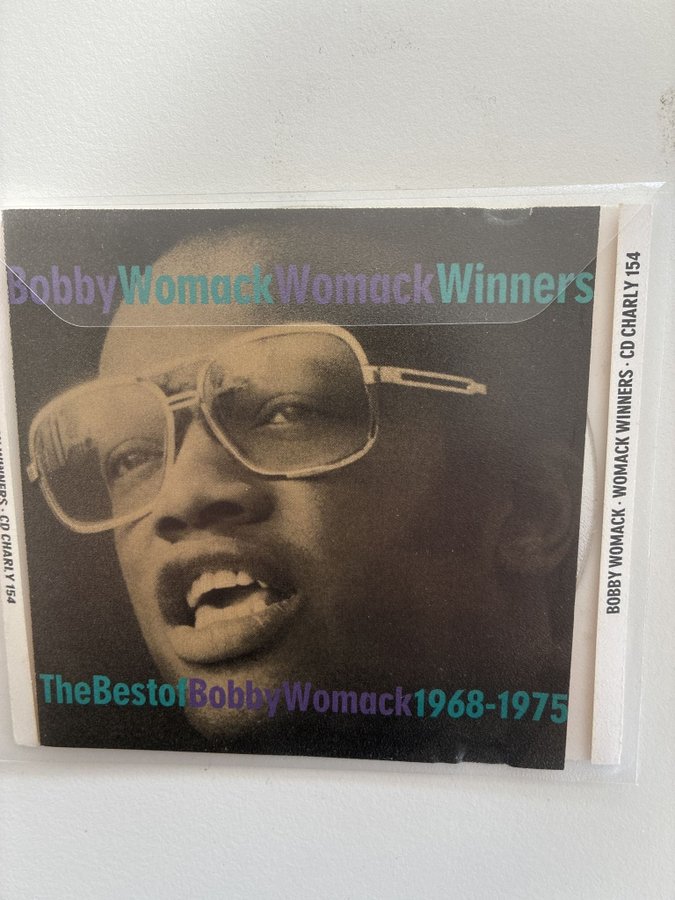 BobbyWomackWomackWinners
TheBestofBobbyWomack1968-1975
BOBBY WOMACK · WOMACK WINNERS · CD CHARLY 154
WINNERS · CD CHARLY 154